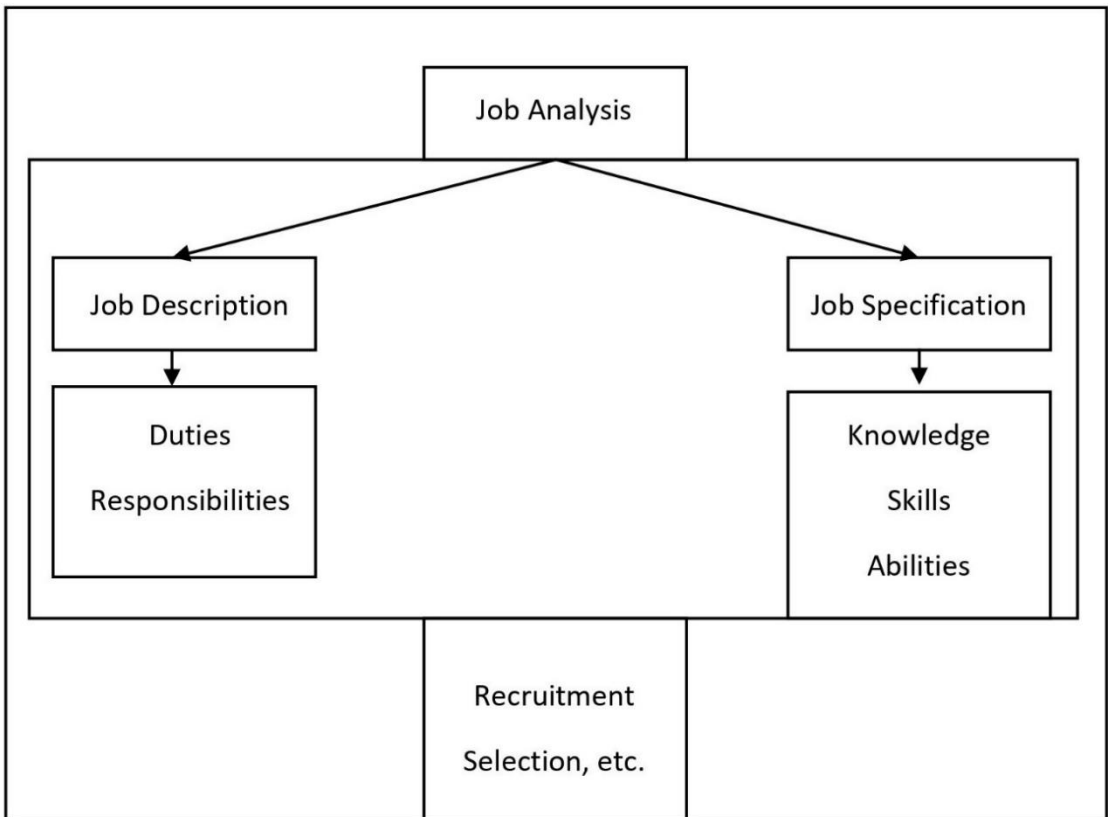 Job Analysis
Job Description
Job Specification
Duties
Responsibilities
Knowledge
Skills
Abilities
Recruitment
Selection, etc.